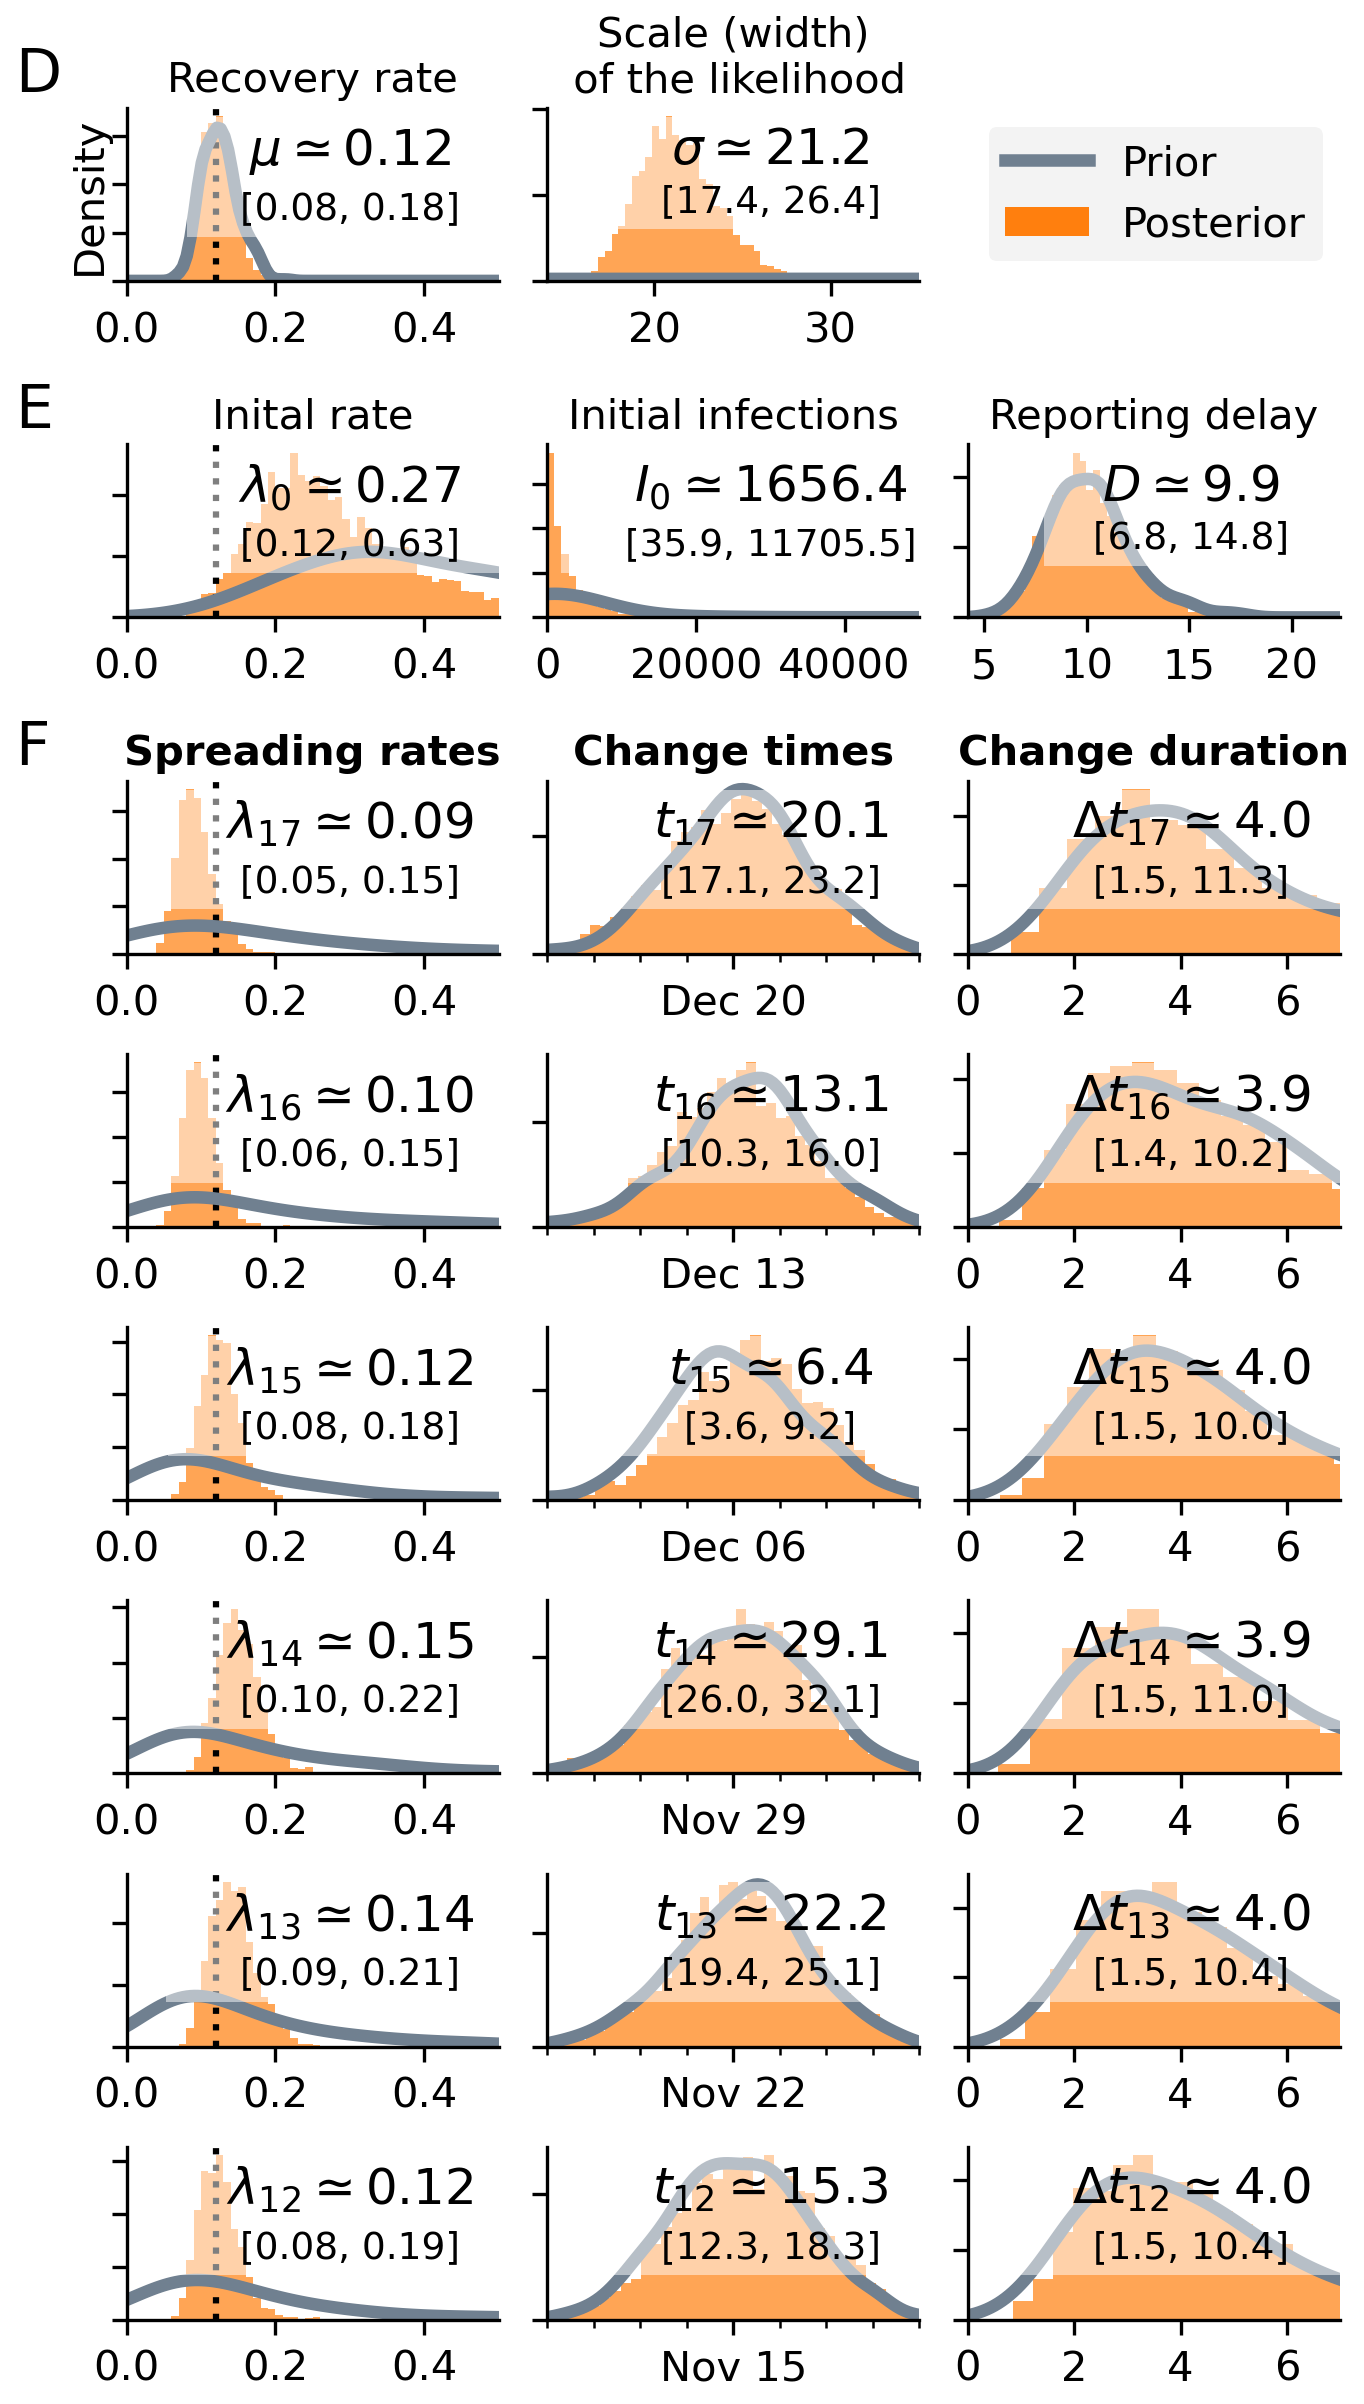 D
Recovery rate
Scale (width)
of the likelihood
Density
μ ≃ 0.12
[0.08, 0.18]
0.0 0.2 0.4
σ ≃ 21.2
[17.4, 26.4]
20 30
Prior
Posterior
E
Inital rate
λ0 ≃ 0.27
[0.12, 0.63]
0.0 0.2 0.4
Initial infections
I0 ≃ 1656.4
[35.9, 11705.5]
0 20000 40000
Reporting delay
D ≃ 9.9
[6.8, 14.8]
5 10 15 20
F
Spreading rates
Change times
Change duration
λ17 ≃ 0.09
[0.05, 0.15]
0.0 0.2 0.4
t17 ≃ 20.1
[17.1, 23.2]
Dec 20
Δt17 ≃ 4.0
[1.5, 11.3]
0 2 4 6
λ16 ≃ 0.10
[0.06, 0.15]
0.0 0.2 0.4
t16 ≃ 13.1
[10.3, 16.0]
Dec 13
Δt16 ≃ 3.9
[1.4, 10.2]
0 2 4 6
λ15 ≃ 0.12
[0.08, 0.18]
0.0 0.2 0.4
t15 ≃ 6.4
[3.6, 9.2]
Dec 06
Δt15 ≃ 4.0
[1.5, 10.0]
0 2 4 6
λ14 ≃ 0.15
[0.10, 0.22]
0.0 0.2 0.4
t14 ≃ 29.1
[26.0, 32.1]
Nov 29
Δt14 ≃ 3.9
[1.5, 11.0]
0 2 4 6
λ13 ≃ 0.14
[0.09, 0.21]
0.0 0.2 0.4
t13 ≃ 22.2
[19.4, 25.1]
Nov 22
Δt13 ≃ 4.0
[1.5, 10.4]
0 2 4 6
λ12 ≃ 0.12
[0.08, 0.19]
0.0 0.2 0.4
t12 ≃ 15.3
[12.3, 18.3]
Nov 15
Δt12 ≃ 4.0
[1.5, 10.4]
0 2 4 6